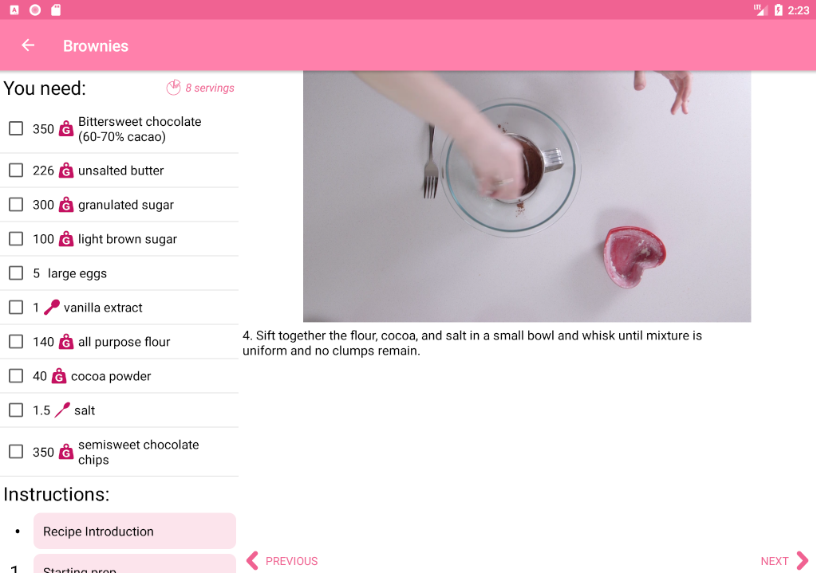 LTE 2:23
Brownies
You need:
8 servings
350 G Bittersweet chocolate
(60-70% cacao)
226 G unsalted butter
300 G granulated sugar
100 G light brown sugar
5 large eggs
1 vanilla extract
140 G all purpose flour
40 G cocoa powder
1.5 salt
350 G semisweet chocolate
chips
Instructions:
• Recipe Introduction
1 Starting prep
4. Sift together the flour, cocoa, and salt in a small bowl and whisk until mixture is
uniform and no clumps remain.
PREVIOUS
NEXT